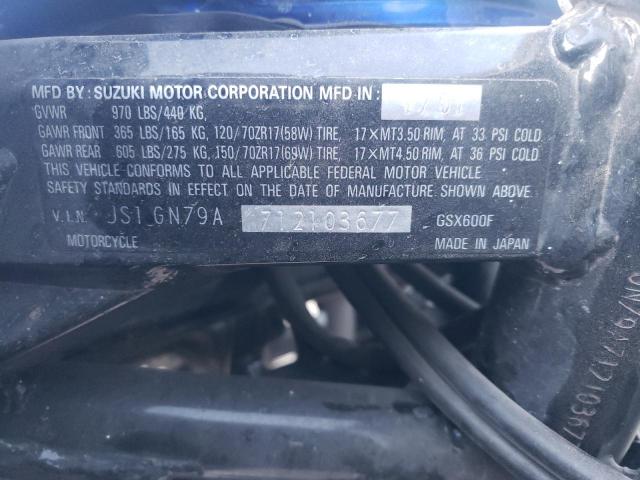 MFD BY: SUZUKI MOTOR CORPORATION MFD IN:
GVWR 970 LBS/440 KG,
GAWR FRONT 365 LBS/165 KG, 120/70ZR17(58W) TIRE, 17×MT3.50 RIM, AT 33 PSI COLD
GAWR REAR 605 LBS/275 KG, 150/70ZR17(69W) TIRE, 17×MT4.50 RIM, AT 36 PSI COLD
THIS VEHICLE CONFORMS TO ALL APPLICABLE FEDERAL MOTOR VEHICLE
SAFETY STANDARDS IN EFFECT ON THE DATE OF MANUFACTURE SHOWN ABOVE.
V.I.N. JS1 GN79A 712103677 GSX600F
MOTORCYCLE MADE IN JAPAN